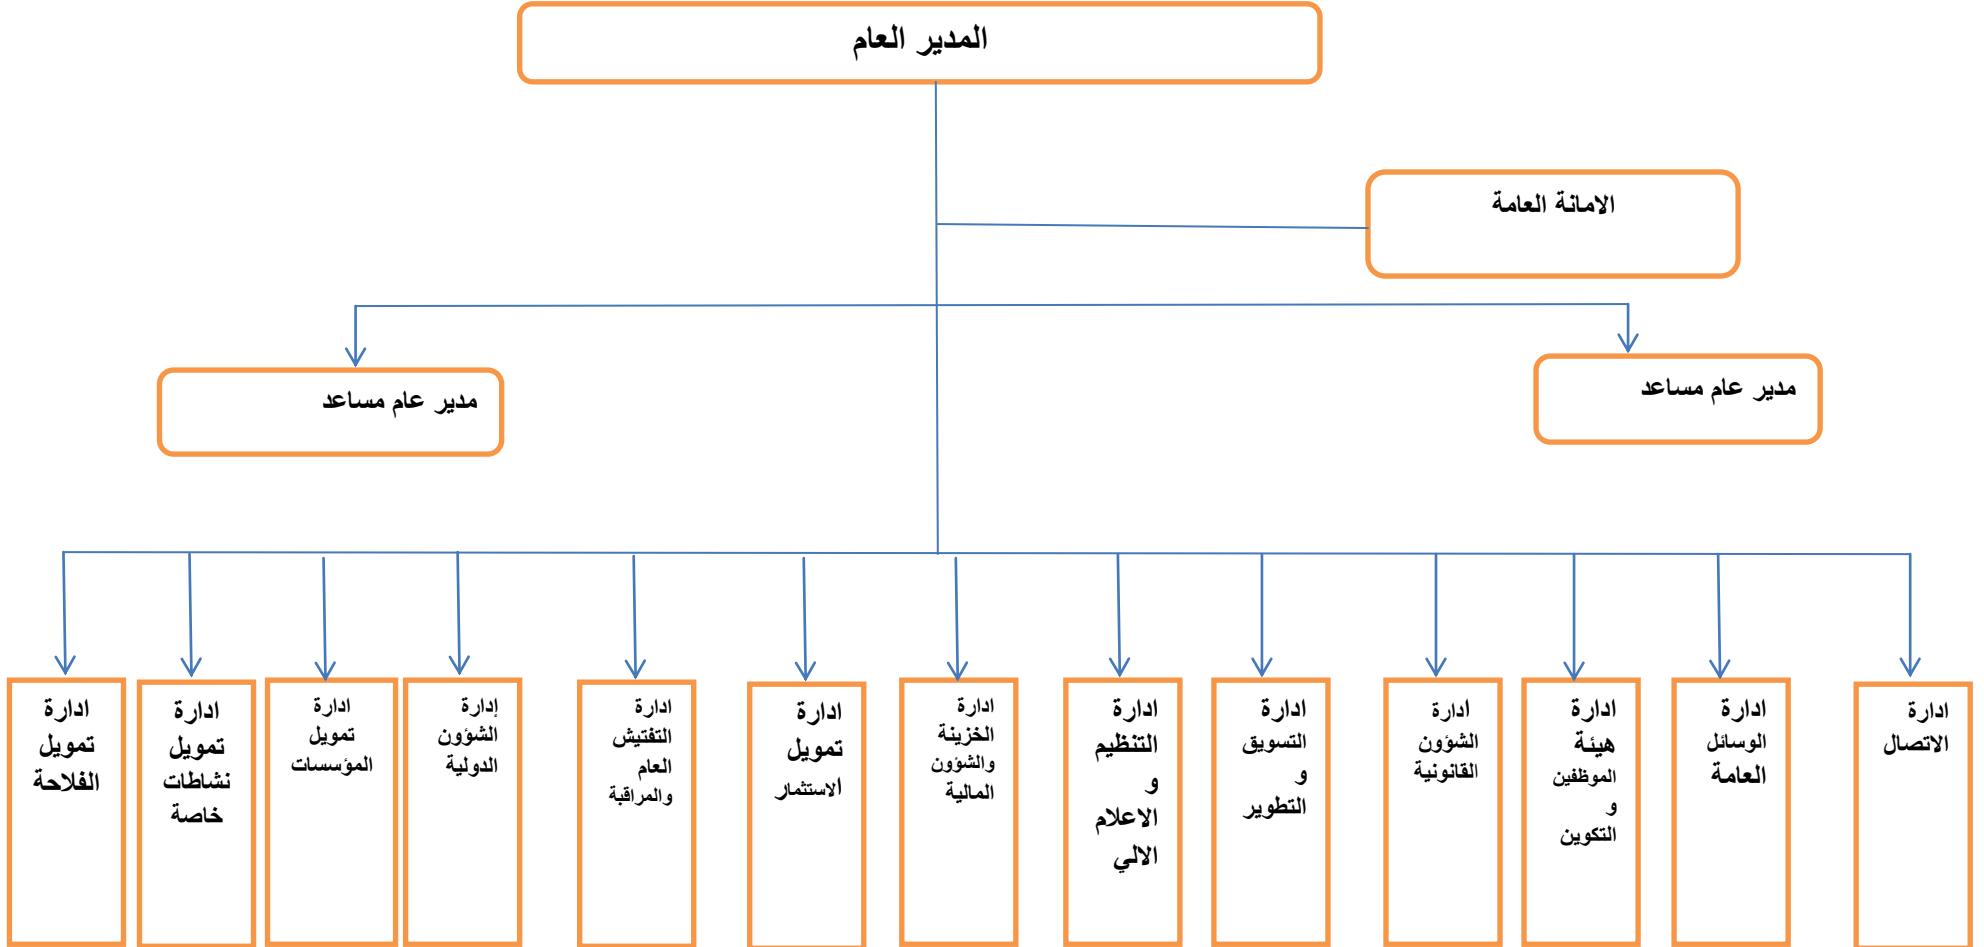 المدير العام
الامانة العامة
مدير عام مساعد
مدير عام مساعد
ادارة
الاتصال
ادارة
الوسائل
العامة
ادارة
هيئة
الموظفين
و
التكوين
ادارة
الشؤون
القانونية
ادارة
التسويق
و
التطوير
ادارة
التنظيم
و
الاعلام
الالي
ادارة
الخزينة
والشؤون
المالية
ادارة
تمويل
الاستثمار
ادارة
التفتيش
العام
والمراقبة
إدارة
الشؤون
الدولية
ادارة
تمويل
المؤسسات
ادارة
تمويل
نشاطات
خاصة
ادارة
تمويل
الفلاحة